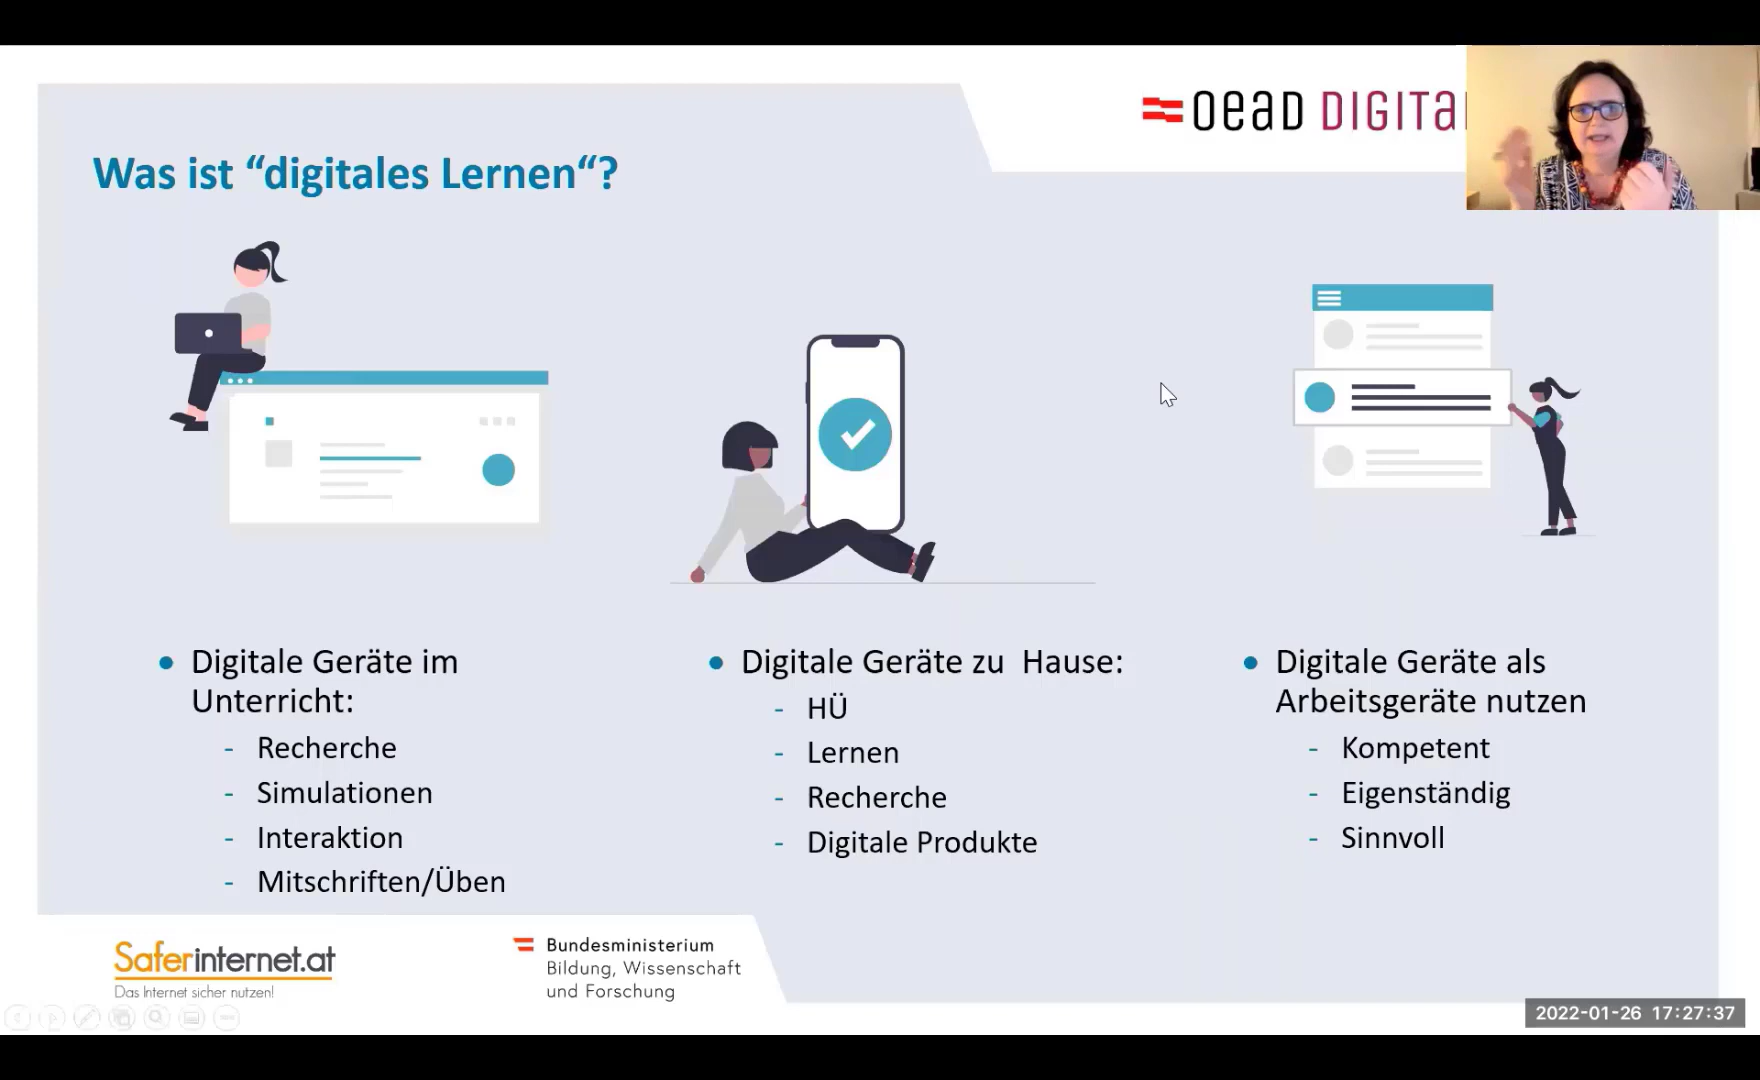 OeAD DIGITA
Was ist “digitales Lernen“?
Digitale Geräte im
Unterricht:
- Recherche
- Simulationen
- Interaktion
- Mitschriften/Üben
Digitale Geräte zu  Hause:
- HÜ
- Lernen
- Recherche
- Digitale Produkte
Digitale Geräte als
Arbeitsgeräte nutzen
- Kompetent
- Eigenständig
- Sinnvoll
Saferinternet.at
Das Internet sicher nutzen!
Bundesministerium
Bildung, Wissenschaft
und Forschung
2022-01-26 17:27:37